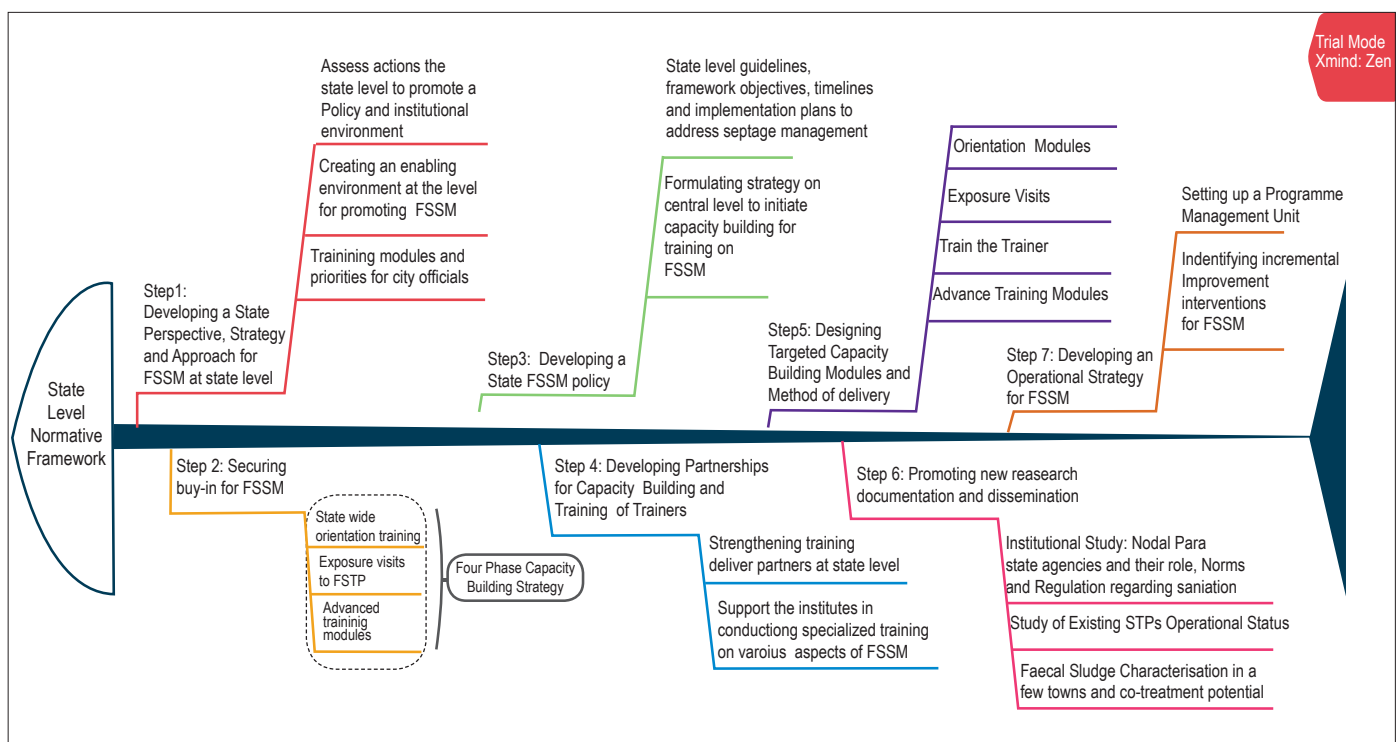 Trial Mode
Xmind: Zen
State
Level
Normative
Framework
Step1:
Developing a State
Perspective, Strategy
and Approach for
FSSM at state level
Assess actions the
state level to promote a
Policy and institutional
environment
Creating an enabling
environment at the level
for promoting FSSM
Trainining modules and
priorities for city officials
Step 2: Securing
buy-in for FSSM
State wide
orientation training
Exposure visits
to FSTP
Advanced
traininig
modules
Four Phase Capacity
Building Strategy
Step3: Developing a
State FSSM policy
State level guidelines,
framework objectives, timelines
and implementation plans to
address septage management
Formulating strategy on
central level to initiate
capacity building for
training on
FSSM
Step 4: Developing Partnerships
for Capacity Building and
Training of Trainers
Strengthening training
deliver partners at state level
Support the institutes in
conductiong specialized training
on varoius aspects of FSSM
Step5: Designing
Targeted Capacity
Building Modules and
Method of delivery
Orientation Modules
Exposure Visits
Train the Trainer
Advance Training Modules
Step 6: Promoting new reasearch
documentation and dissemination
Institutional Study: Nodal Para
state agencies and their role, Norms
and Regulation regarding saniation
Study of Existing STPs Operational Status
Faecal Sludge Characterisation in a
few towns and co-treatment potential
Step 7: Developing an
Operational Strategy
for FSSM
Setting up a Programme
Management Unit
Indentifying incremental
Improvement
interventions
for FSSM